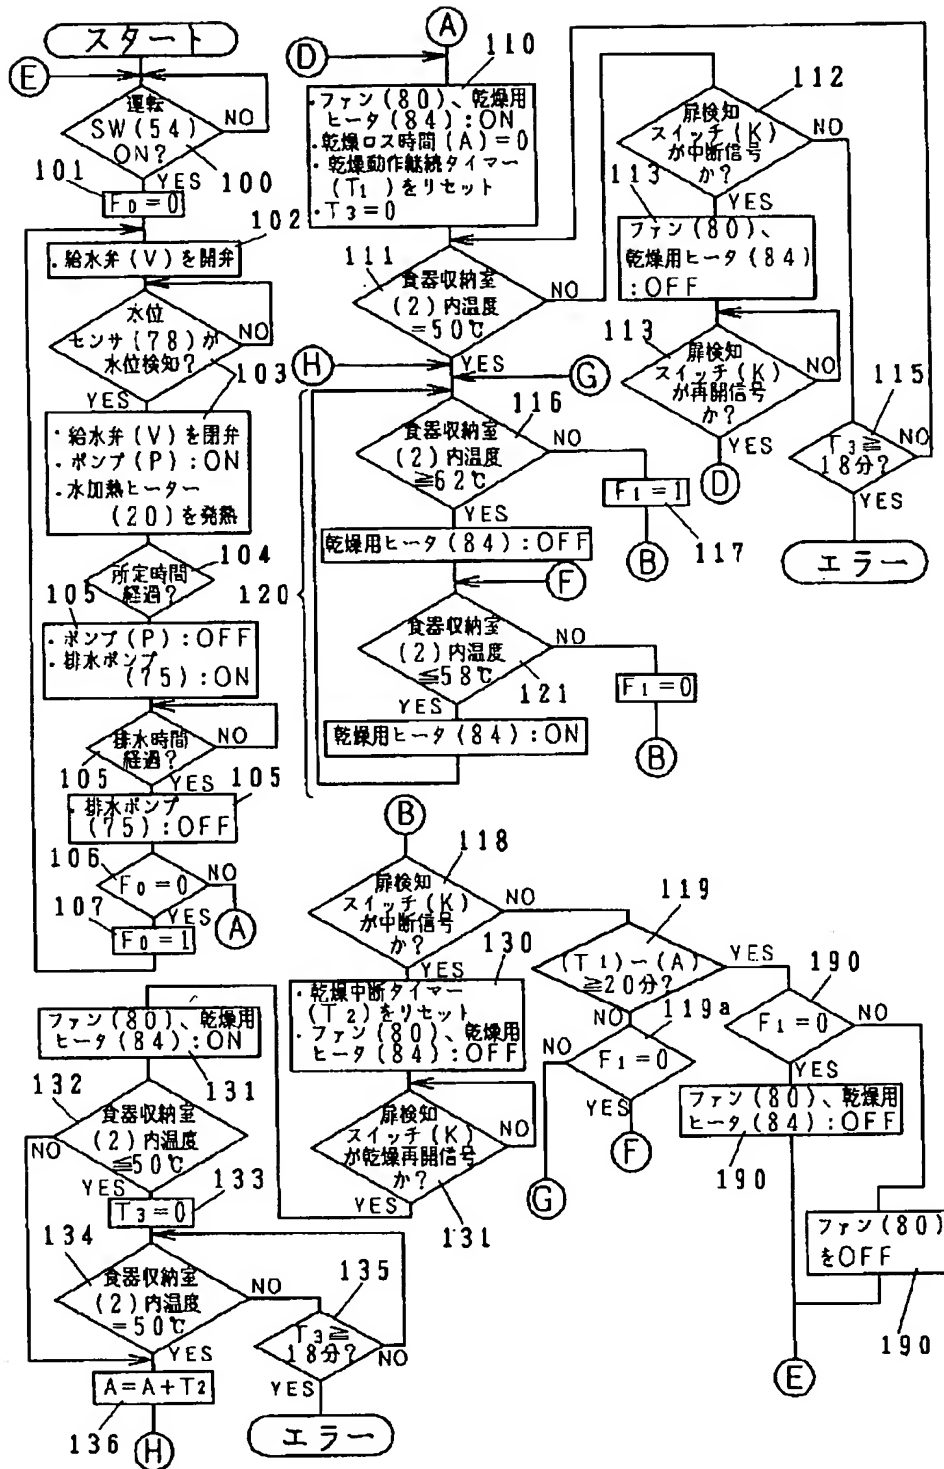 スタート
E
運転
SW(54)
ON?
NO
YES
100
101
F0=0
102
・給水弁(V)を開弁
水位
センサ(78)が
水位検知?
NO
103
YES
・給水弁(V)を閉弁
・ポンプ(P):ON
・水加熱ヒーター
(20)を発熱
104
所定時間
経過?
105
・ポンプ(P):OFF
・排水ポンプ
(75):ON
排水時間
経過?
NO
105
YES
105
・排水ポンプ
(75):OFF
106
F0=0
NO
YES
107
F0=1
A
A
D
110
・ファン(80)、乾燥用
ヒータ(84):ON
・乾燥ロス時間(A)=0
・乾燥動作継続タイマー
(T1)をリセット
・T3=0
111
食器収納室
(2)内温度
=50℃
NO
YES
H
G
116
食器収納室
(2)内温度
≧62℃
NO
YES
F1=1
117
B
乾燥用ヒータ(84):OFF
F
120
食器収納室
(2)内温度
≦58℃
NO
121
YES
F1=0
B
乾燥用ヒータ(84):ON
112
扉検知
スイッチ(K)
が中断信号
か?
NO
YES
113
ファン(80)、
乾燥用ヒータ(84)
:OFF
113
扉検知
スイッチ(K)
が再開信号
か?
NO
YES
D
115
T3≧
18分?
NO
YES
エラー
B
118
扉検知
スイッチ(K)
が中断信号
か?
NO
YES
119
(T1)-(A)
≧20分?
YES
NO
119a
F1=0
NO
YES
F
G
190
F1=0
NO
YES
ファン(80)、乾燥用
ヒータ(84):OFF
190
ファン(80)
をOFF
190
E
130
・乾燥中断タイマー
(T2)をリセット
・ファン(80)、乾燥用
ヒータ(84):OFF
扉検知
スイッチ(K)
が乾燥再開信号
か?
NO
YES
131
ファン(80)、乾燥用
ヒータ(84):ON
131
132
食器収納室
(2)内温度
≦50℃
NO
YES
133
T3=0
134
食器収納室
(2)内温度
=50℃
NO
YES
135
T3≧
18分?
NO
YES
エラー
A=A+T2
136
H